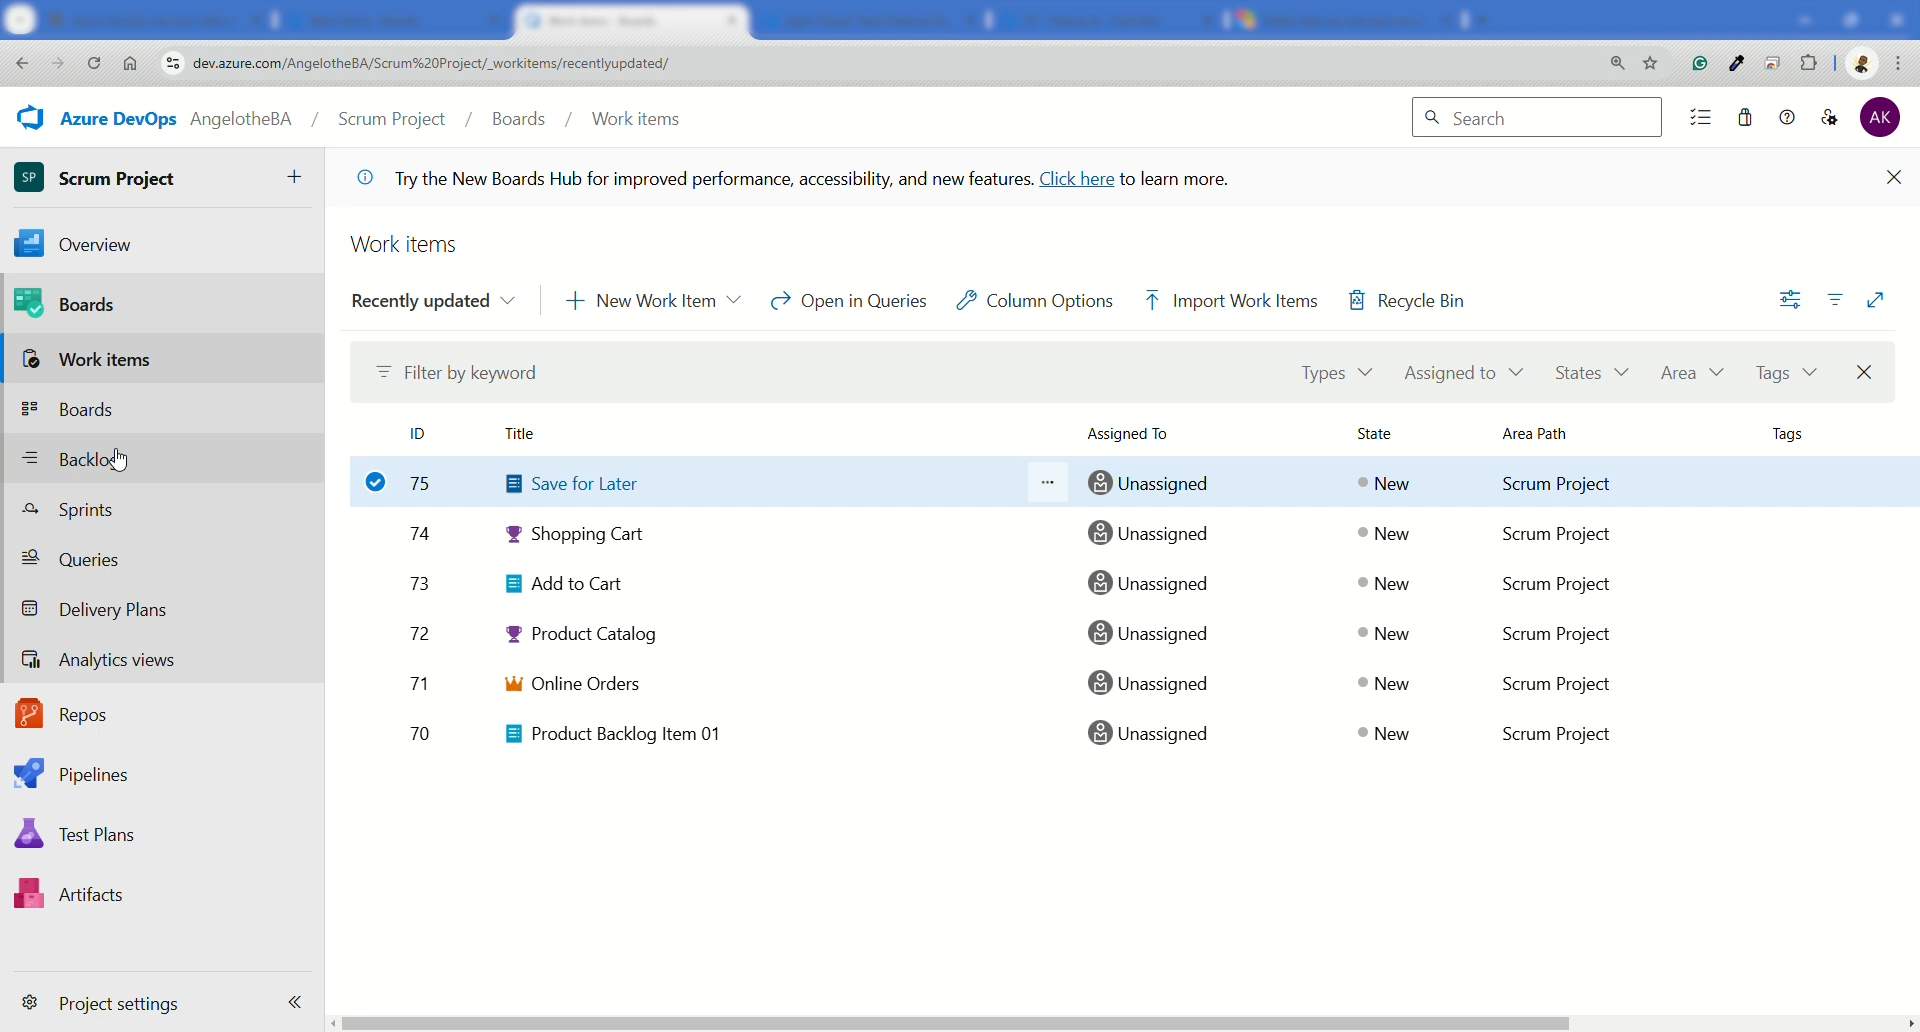 dev.azure.com/AngelotheBA/Scrum%20Project/_workitems/recentlyupdated/
Azure DevOps AngelotheBA / Scrum Project / Boards / Work items
Search
AK
SP Scrum Project +
Try the New Boards Hub for improved performance, accessibility, and new features. Click here to learn more.
Overview
Boards
Work items
Boards
Sprints
Queries
Delivery Plans
Analytics views
Repos
Pipelines
Test Plans
Artifacts
Project settings
Work items
Recently updated New Work Item Open in Queries Column Options Import Work Items Recycle Bin
Filter by keyword Types Assigned to States Area Tags
ID Title Assigned To State Area Path Tags
75 Save for Later ... Unassigned New Scrum Project
74 Shopping Cart Unassigned New Scrum Project
73 Add to Cart Unassigned New Scrum Project
72 Product Catalog Unassigned New Scrum Project
71 Online Orders Unassigned New Scrum Project
70 Product Backlog Item 01 Unassigned New Scrum Project